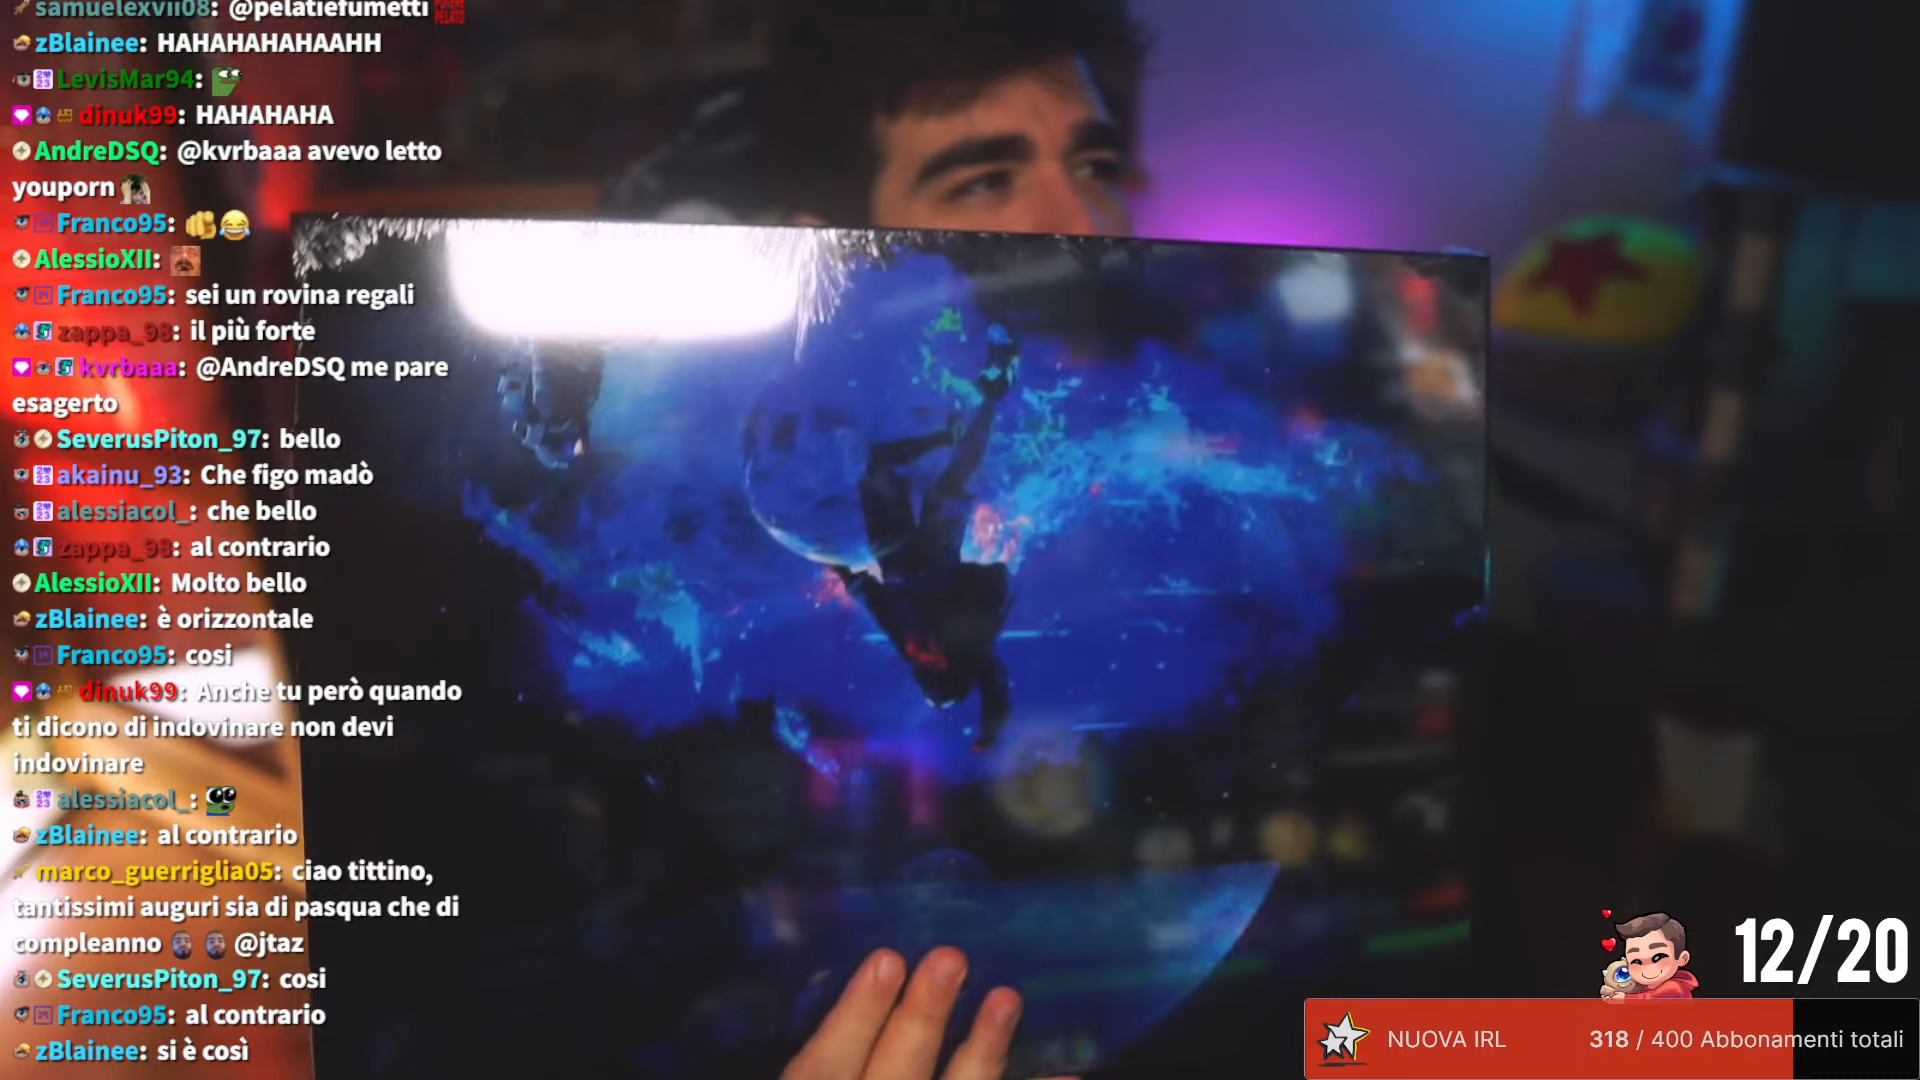 samuelexvii08: @pelatiefumetti
zBlainee: HAHAHAHAHAAHH
LevisMar94:
dinuk99: HAHAHAHA
AndreDSQ: @kvrbaaa avevo letto
youporn
Franco95:
AlessioXII:
Franco95: sei un rovina regali
zappa_98: il più forte
kvrbaaa: @AndreDSQ me pare
esagerto
SeverusPiton_97: bello
akainu_93: Che figo madò
alessiacol_: che bello
zappa_98: al contrario
AlessioXII: Molto bello
zBlainee: è orizzontale
Franco95: cosi
dinuk99: Anche tu però quando
ti dicono di indovinare non devi
indovinare
alessiacol_:
zBlainee: al contrario
marco_guerriglia05: ciao tittino,
tantissimi auguri sia di pasqua che di
compleanno @jtaz
SeverusPiton_97: cosi
Franco95: al contrario
zBlainee: si è così
12/20
NUOVA IRL 318 / 400 Abbonamenti totali